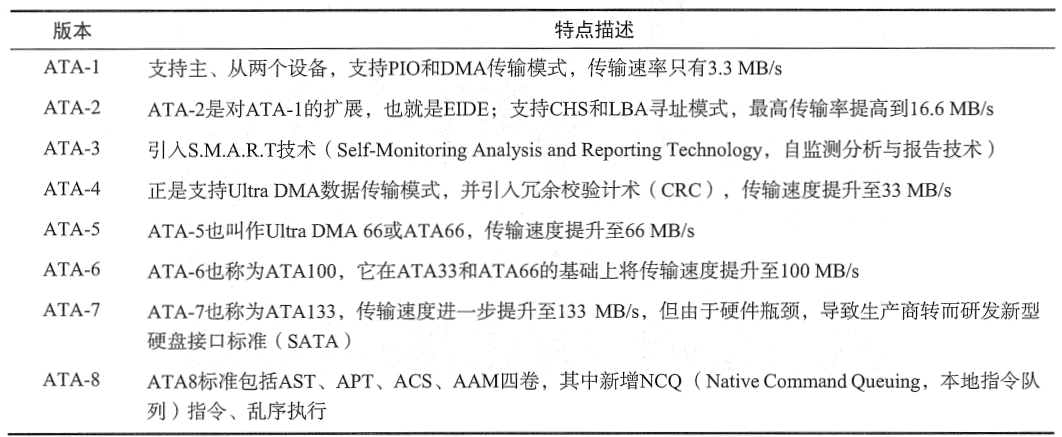 版本 特点描述
ATA-1 支持主、从两个设备，支持PIO和DMA传输模式，传输速率只有3.3 MB/s
ATA-2 ATA-2是对ATA-1的扩展，也就是EIDE；支持CHS和LBA寻址模式，最高传输率提高到16.6 MB/s
ATA-3 引入S.M.A.R.T技术（Self-Monitoring Analysis and Reporting Technology，自监测分析与报告技术）
ATA-4 正是支持Ultra DMA数据传输模式，并引入冗余校验计术（CRC），传输速度提升至33 MB/s
ATA-5 ATA-5也叫作Ultra DMA 66或ATA66，传输速度提升至66 MB/s
ATA-6 ATA-6也称为ATA100，它在ATA33和ATA66的基础上将传输速度提升至100 MB/s
ATA-7 ATA-7也称为ATA133，传输速度进一步提升至133 MB/s，但由于硬件瓶颈，导致生产商转而研发新型
硬盘接口标准（SATA）
ATA-8 ATA8标准包括AST、APT、ACS、AAM四卷，其中新增NCQ（Native Command Queuing，本地指令队
列）指令、乱序执行